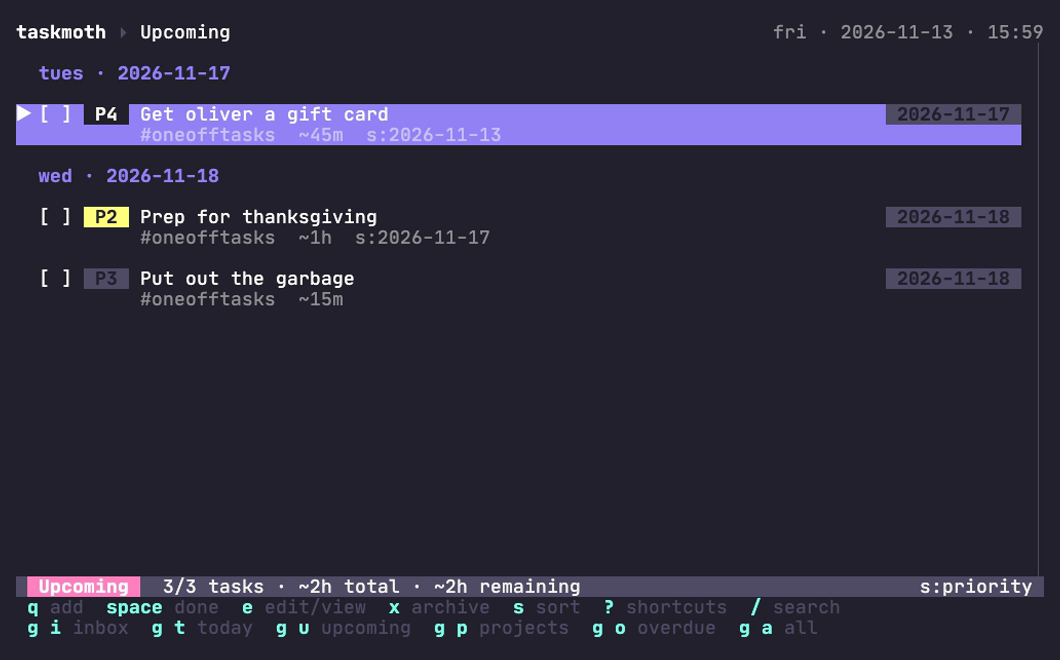 taskmoth › Upcoming fri · 2026-11-13 · 15:59
tues · 2026-11-17
▶ [ ] P4 Get oliver a gift card 2026-11-17
#oneofftasks ~45m s:2026-11-13
wed · 2026-11-18
[ ] P2 Prep for thanksgiving 2026-11-18
#oneofftasks ~1h s:2026-11-17
[ ] P3 Put out the garbage 2026-11-18
#oneofftasks ~15m
Upcoming 3/3 tasks · ~2h total · ~2h remaining s:priority
q add space done e edit/view x archive s sort ? shortcuts / search
g i inbox g t today g u upcoming g p projects g o overdue g a all